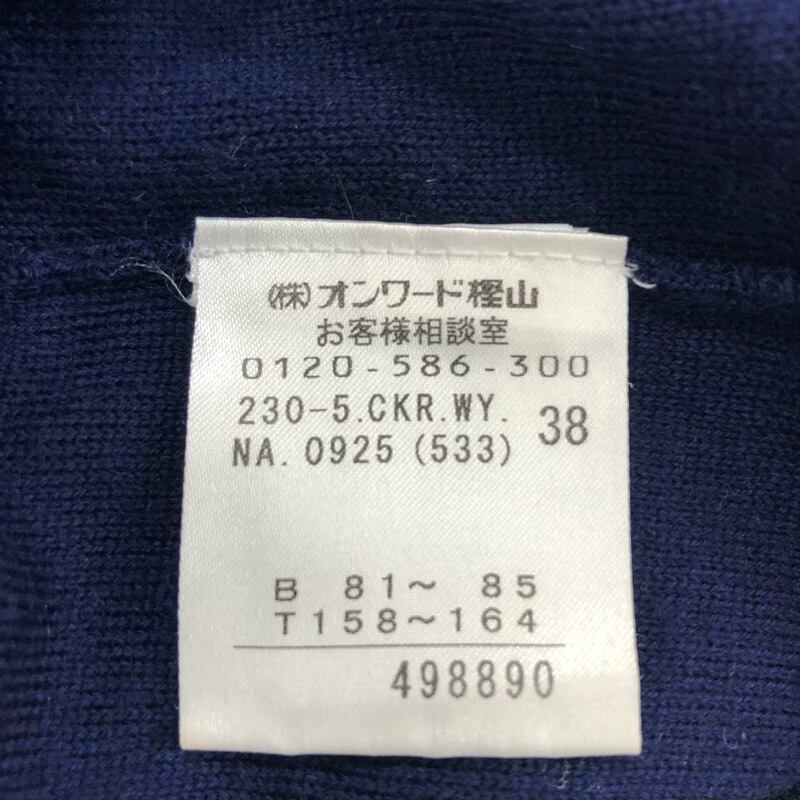 (株)オンワード樫山
お客様相談室
0120-586-300
230-5.CKR.WY. 38
NA.0925 (533)
B 81~ 85
T158~164
498890